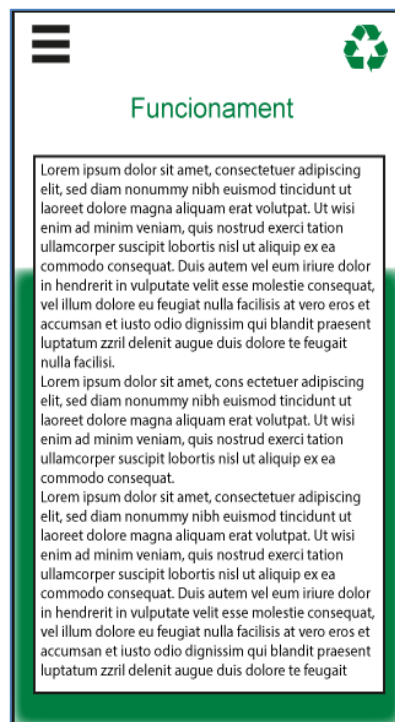 Funcionament
Lorem ipsum dolor sit amet, consectetuer adipiscing
elit, sed diam nonummy nibh euismod tincidunt ut
laoreet dolore magna aliquam erat volutpat. Ut wisi
enim ad minim veniam, quis nostrud exerci tation
ullamcorper suscipit lobortis nisl ut aliquip ex ea
commodo consequat. Duis autem vel eum iriure dolor
in hendrerit in vulputate velit esse molestie consequat,
vel illum dolore eu feugiat nulla facilisis at vero eros et
accumsan et iusto odio dignissim qui blandit praesent
luptatum zzril delenit augue duis dolore te feugait
nulla facilisi.
Lorem ipsum dolor sit amet, cons ectetuer adipiscing
elit, sed diam nonummy nibh euismod tincidunt ut
laoreet dolore magna aliquam erat volutpat. Ut wisi
enim ad minim veniam, quis nostrud exerci tation
ullamcorper suscipit lobortis nisl ut aliquip ex ea
commodo consequat.
Lorem ipsum dolor sit amet, consectetuer adipiscing
elit, sed diam nonummy nibh euismod tincidunt ut
laoreet dolore magna aliquam erat volutpat. Ut wisi
enim ad minim veniam, quis nostrud exerci tation
ullamcorper suscipit lobortis nisl ut aliquip ex ea
commodo consequat. Duis autem vel eum iriure dolor
in hendrerit in vulputate velit esse molestie consequat,
vel illum dolore eu feugiat nulla facilisis at vero eros et
accumsan et iusto odio dignissim qui blandit praesent
luptatum zzril delenit augue duis dolore te feugait